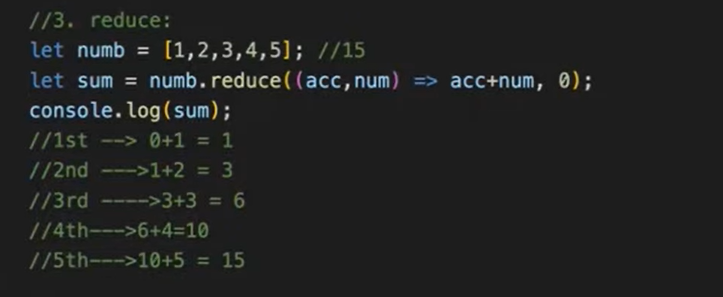 //3. reduce:
let numb = [1,2,3,4,5]; //15
let sum = numb.reduce((acc,num) => acc+num, 0);
console.log(sum);
//1st --> 0+1 = 1
//2nd --->1+2 = 3
//3rd ---->3+3 = 6
//4th--->6+4=10
//5th--->10+5 = 15